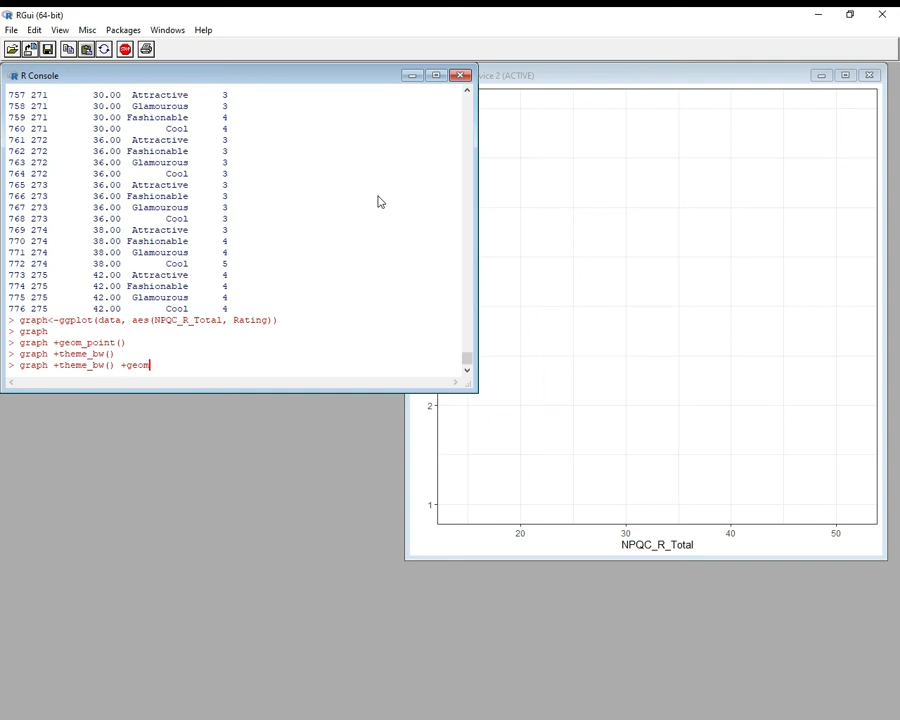 RGui (64-bit)
File Edit View Misc Packages Windows Help
STOP
R Console
vice 2 (ACTIVE)
757 271 30.00 Attractive 3
758 271 30.00 Glamourous 3
759 271 30.00 Fashionable 4
760 271 30.00 Cool 4
761 272 36.00 Attractive 3
762 272 36.00 Fashionable 3
763 272 36.00 Glamourous 3
764 272 36.00 Cool 3
765 273 36.00 Attractive 3
766 273 36.00 Fashionable 3
767 273 36.00 Glamourous 3
768 273 36.00 Cool 3
769 274 38.00 Attractive 3
770 274 38.00 Fashionable 4
771 274 38.00 Glamourous 4
772 274 38.00 Cool 5
773 275 42.00 Attractive 4
774 275 42.00 Fashionable 4
775 275 42.00 Glamourous 4
776 275 42.00 Cool 4
> graph<-ggplot(data, aes(NPQC_R_Total, Rating))
> graph
> graph +geom_point()
> graph +theme_bw()
> graph +theme_bw() +geom
2
1
20 30 40 50
NPQC_R_Total